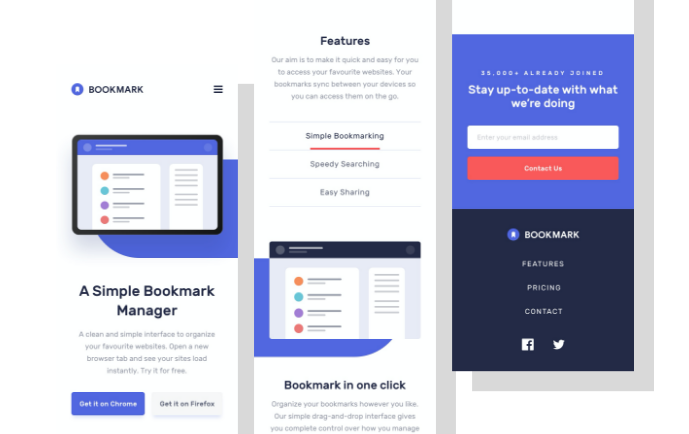 BOOKMARK
A Simple Bookmark
Manager
A clean and simple interface to organize
your favourite websites. Open a new
browser tab and see your sites load
instantly. Try it for free.
Get it on Chrome
Get it on Firefox
Features
Our aim is to make it quick and easy for you
to access your favourite websites. Your
bookmarks sync between your devices so
you can access them on the go.
Simple Bookmarking
Speedy Searching
Easy Sharing
Bookmark in one click
Organize your bookmarks however you like.
Our simple drag-and-drop interface gives
you complete control over how you manage
35,000+ ALREADY JOINED
Stay up-to-date with what
we're doing
Enter your email address
Contact Us
BOOKMARK
FEATURES
PRICING
CONTACT